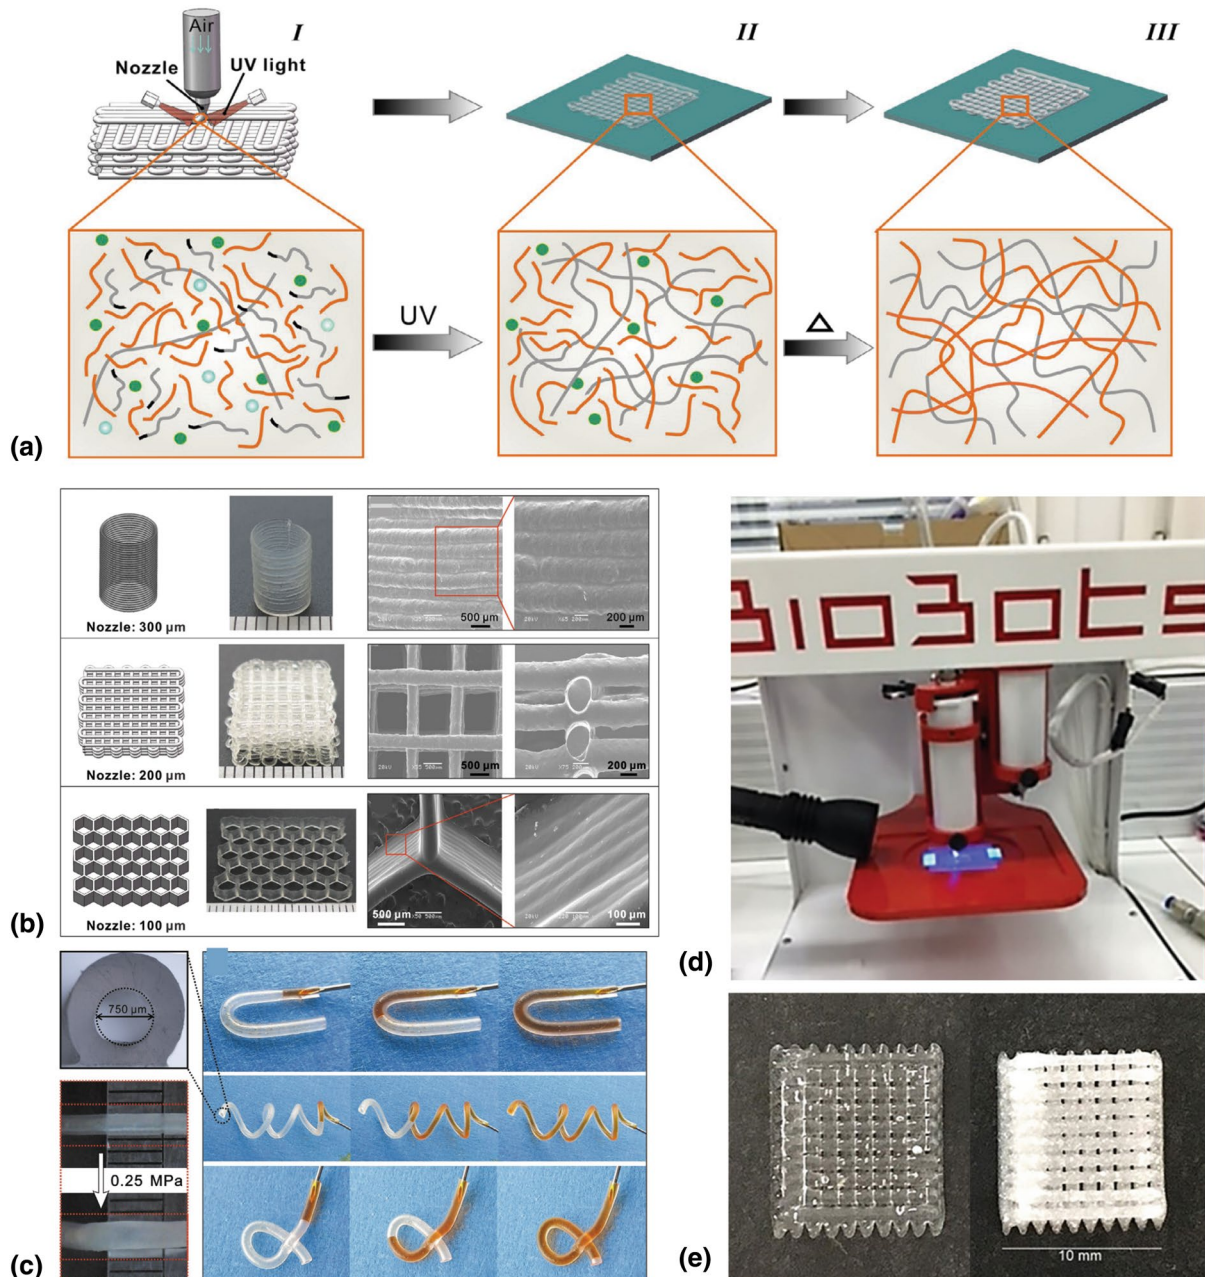 Air
I
II
III
Nozzle
UV light
UV
Δ
(a)
Nozzle: 300 µm
500 µm
200 µm
Nozzle: 200 µm
500 µm
200 µm
Nozzle: 100 µm
500 µm
100 µm
(b)
BioBots
(d)
750 µm
0.25 MPa
(c)
10 mm
(e)